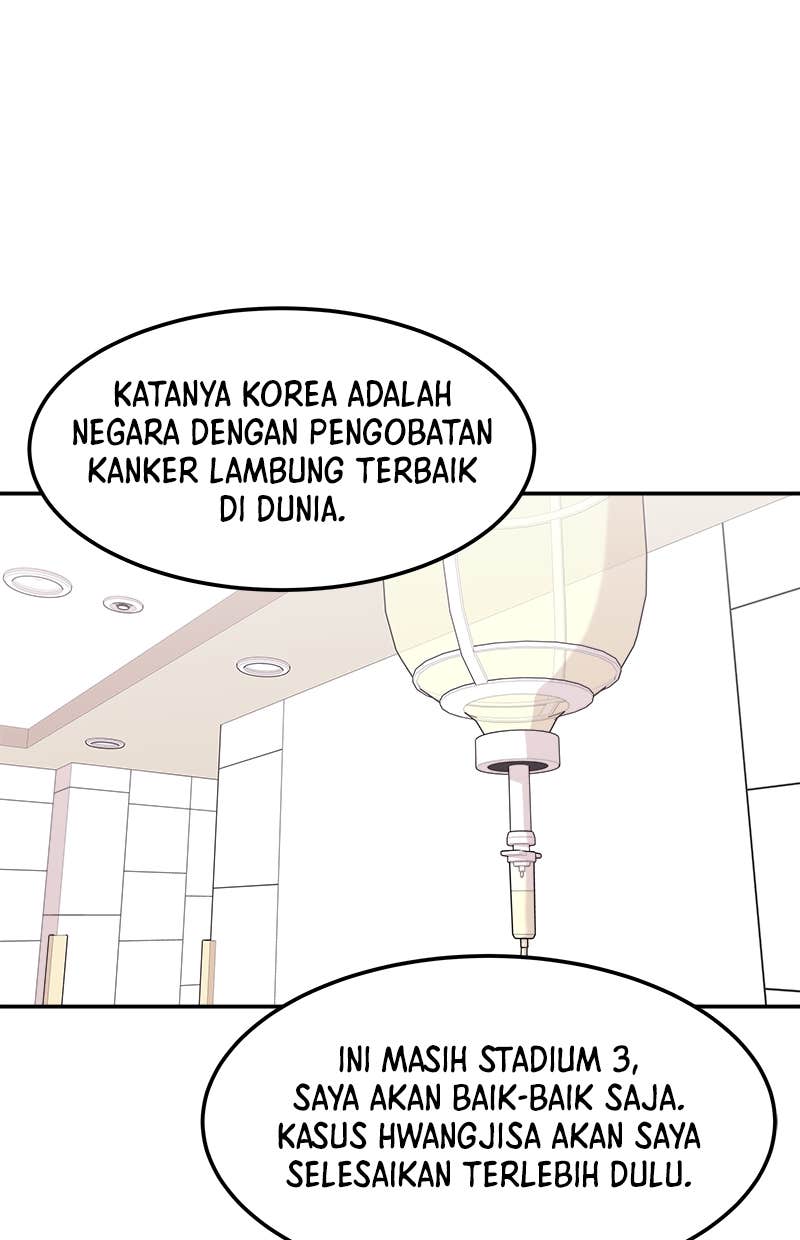 KATANYA KOREA ADALAH
NEGARA DENGAN PENGOBATAN
KANKER LAMBUNG TERBAIK
DI DUNIA.
INI MASIH STADIUM 3,
SAYA AKAN BAIK-BAIK SAJA.
KASUS HWANGJISA AKAN SAYA
SELESAIKAN TERLEBIH DULU.